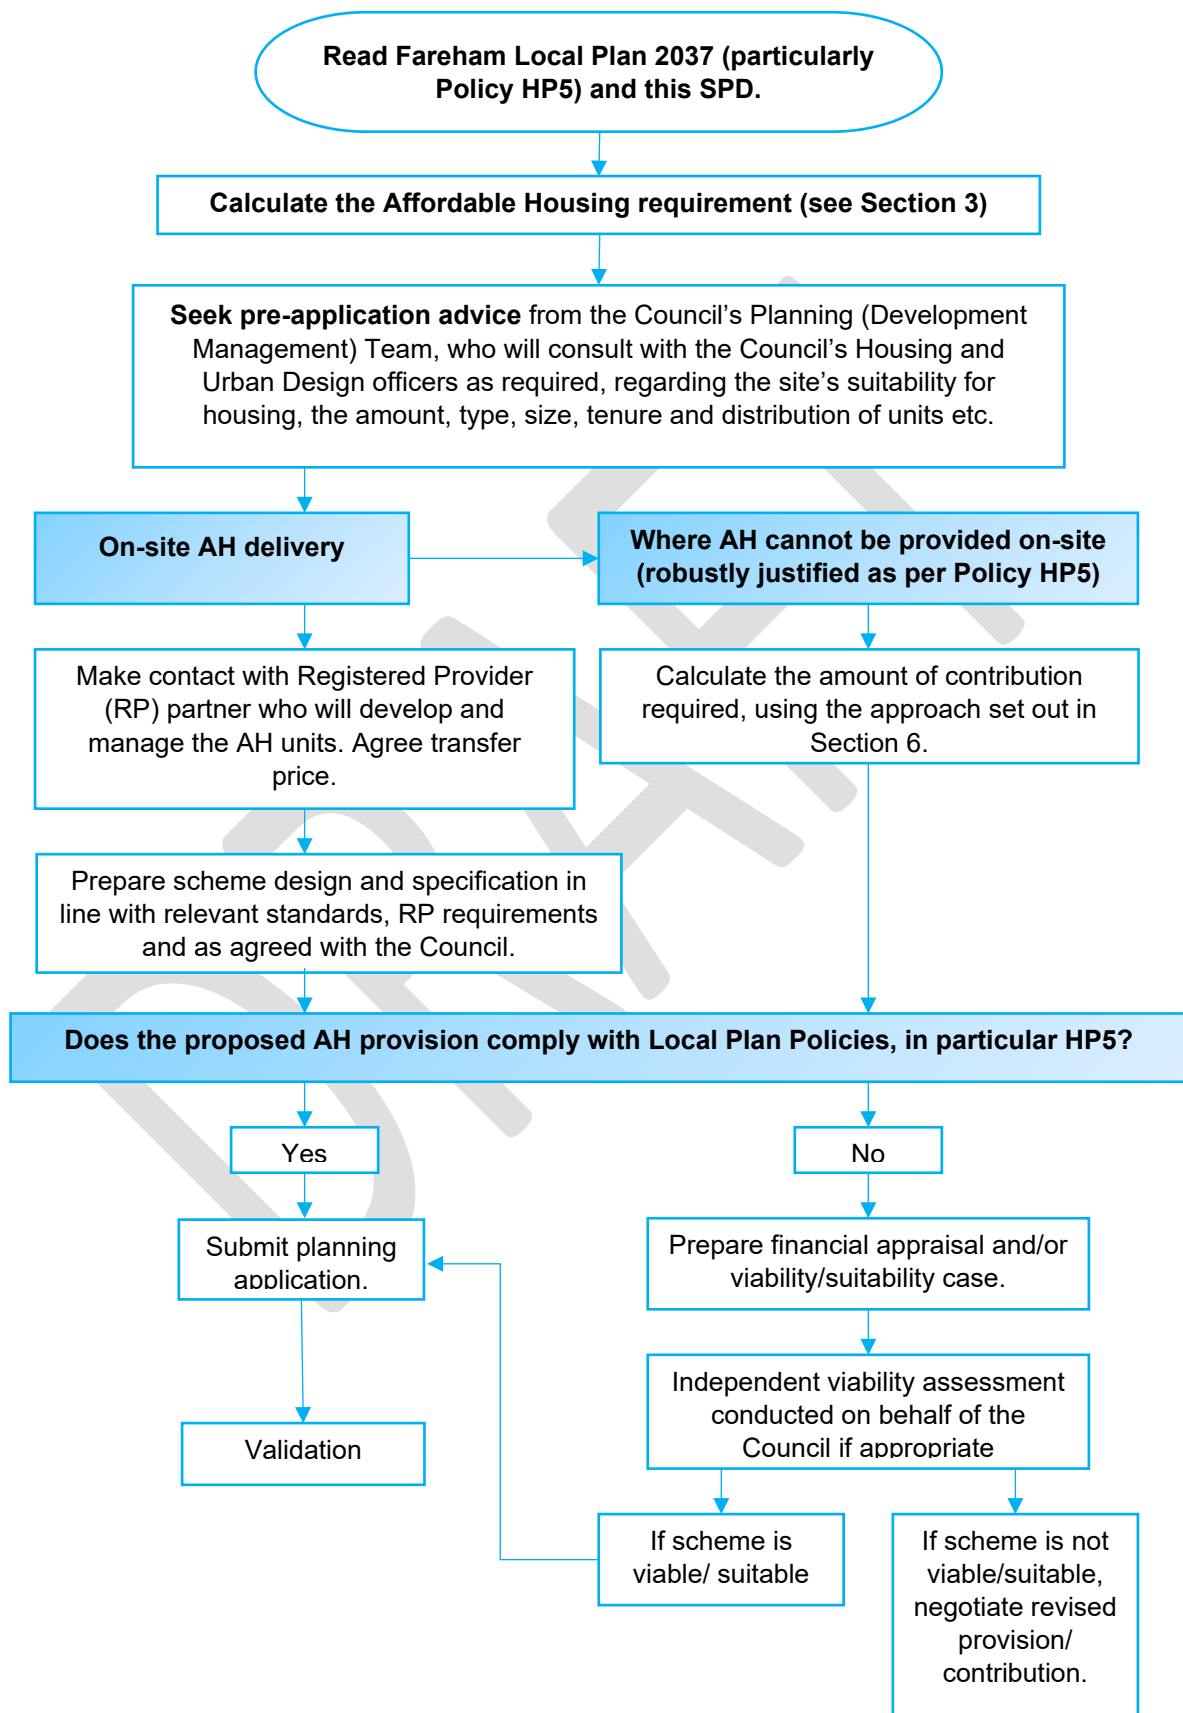 Read Fareham Local Plan 2037 (particularly
Policy HP5) and this SPD.
Calculate the Affordable Housing requirement (see Section 3)
Seek pre-application advice from the Council’s Planning (Development
Management) Team, who will consult with the Council’s Housing and
Urban Design officers as required, regarding the site’s suitability for
housing, the amount, type, size, tenure and distribution of units etc.
On-site AH delivery
Where AH cannot be provided on-site
(robustly justified as per Policy HP5)
Make contact with Registered Provider
(RP) partner who will develop and
manage the AH units. Agree transfer
price.
Calculate the amount of contribution
required, using the approach set out in
Section 6.
Prepare scheme design and specification in
line with relevant standards, RP requirements
and as agreed with the Council.
Does the proposed AH provision comply with Local Plan Policies, in particular HP5?
Yes
No
Submit planning
application.
Prepare financial appraisal and/or
viability/suitability case.
Independent viability assessment
conducted on behalf of the
Council if appropriate
Validation
If scheme is
viable/ suitable
If scheme is not
viable/suitable,
negotiate revised
provision/
contribution.
DRAFT